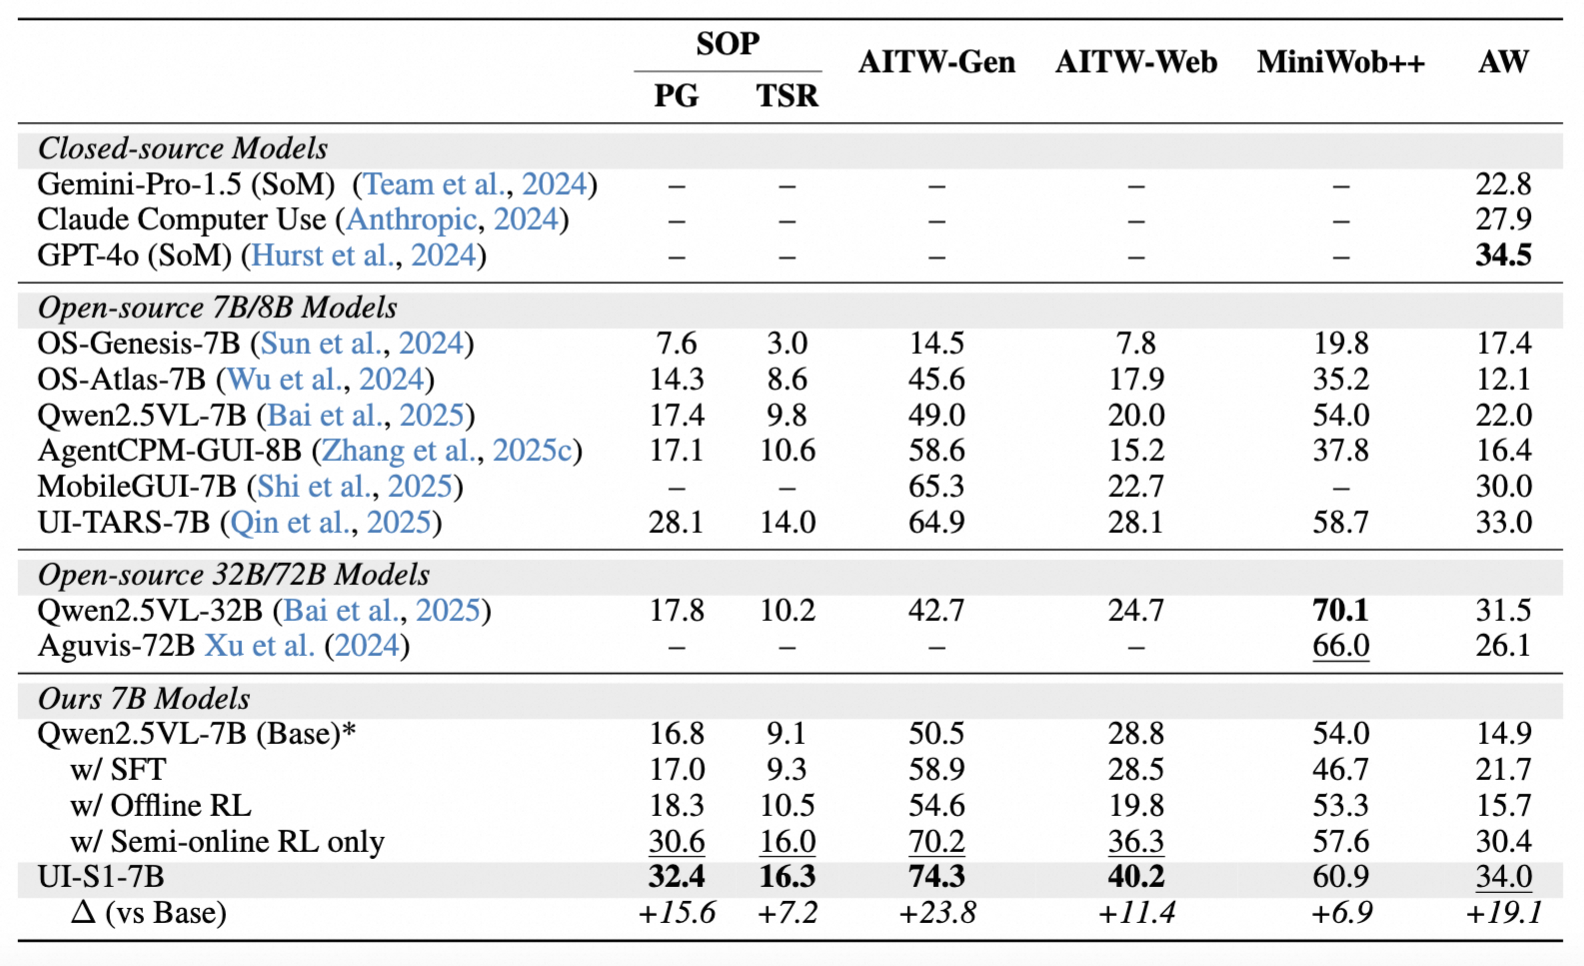 SOP AITW-Gen AITW-Web MiniWob++ AW
PG TSR
Closed-source Models
Gemini-Pro-1.5 (SoM) (Team et al., 2024) – – – – – 22.8
Claude Computer Use (Anthropic, 2024) – – – – – 27.9
GPT-4o (SoM) (Hurst et al., 2024) – – – – – 34.5
Open-source 7B/8B Models
OS-Genesis-7B (Sun et al., 2024) 7.6 3.0 14.5 7.8 19.8 17.4
OS-Atlas-7B (Wu et al., 2024) 14.3 8.6 45.6 17.9 35.2 12.1
Qwen2.5VL-7B (Bai et al., 2025) 17.4 9.8 49.0 20.0 54.0 22.0
AgentCPM-GUI-8B (Zhang et al., 2025c) 17.1 10.6 58.6 15.2 37.8 16.4
MobileGUI-7B (Shi et al., 2025) – – 65.3 22.7 – 30.0
UI-TARS-7B (Qin et al., 2025) 28.1 14.0 64.9 28.1 58.7 33.0
Open-source 32B/72B Models
Qwen2.5VL-32B (Bai et al., 2025) 17.8 10.2 42.7 24.7 70.1 31.5
Aguvis-72B Xu et al. (2024) – – – – 66.0 26.1
Ours 7B Models
Qwen2.5VL-7B (Base)* 16.8 9.1 50.5 28.8 54.0 14.9
w/ SFT 17.0 9.3 58.9 28.5 46.7 21.7
w/ Offline RL 18.3 10.5 54.6 19.8 53.3 15.7
w/ Semi-online RL only 30.6 16.0 70.2 36.3 57.6 30.4
UI-S1-7B 32.4 16.3 74.3 40.2 60.9 34.0
Δ (vs Base) +15.6 +7.2 +23.8 +11.4 +6.9 +19.1